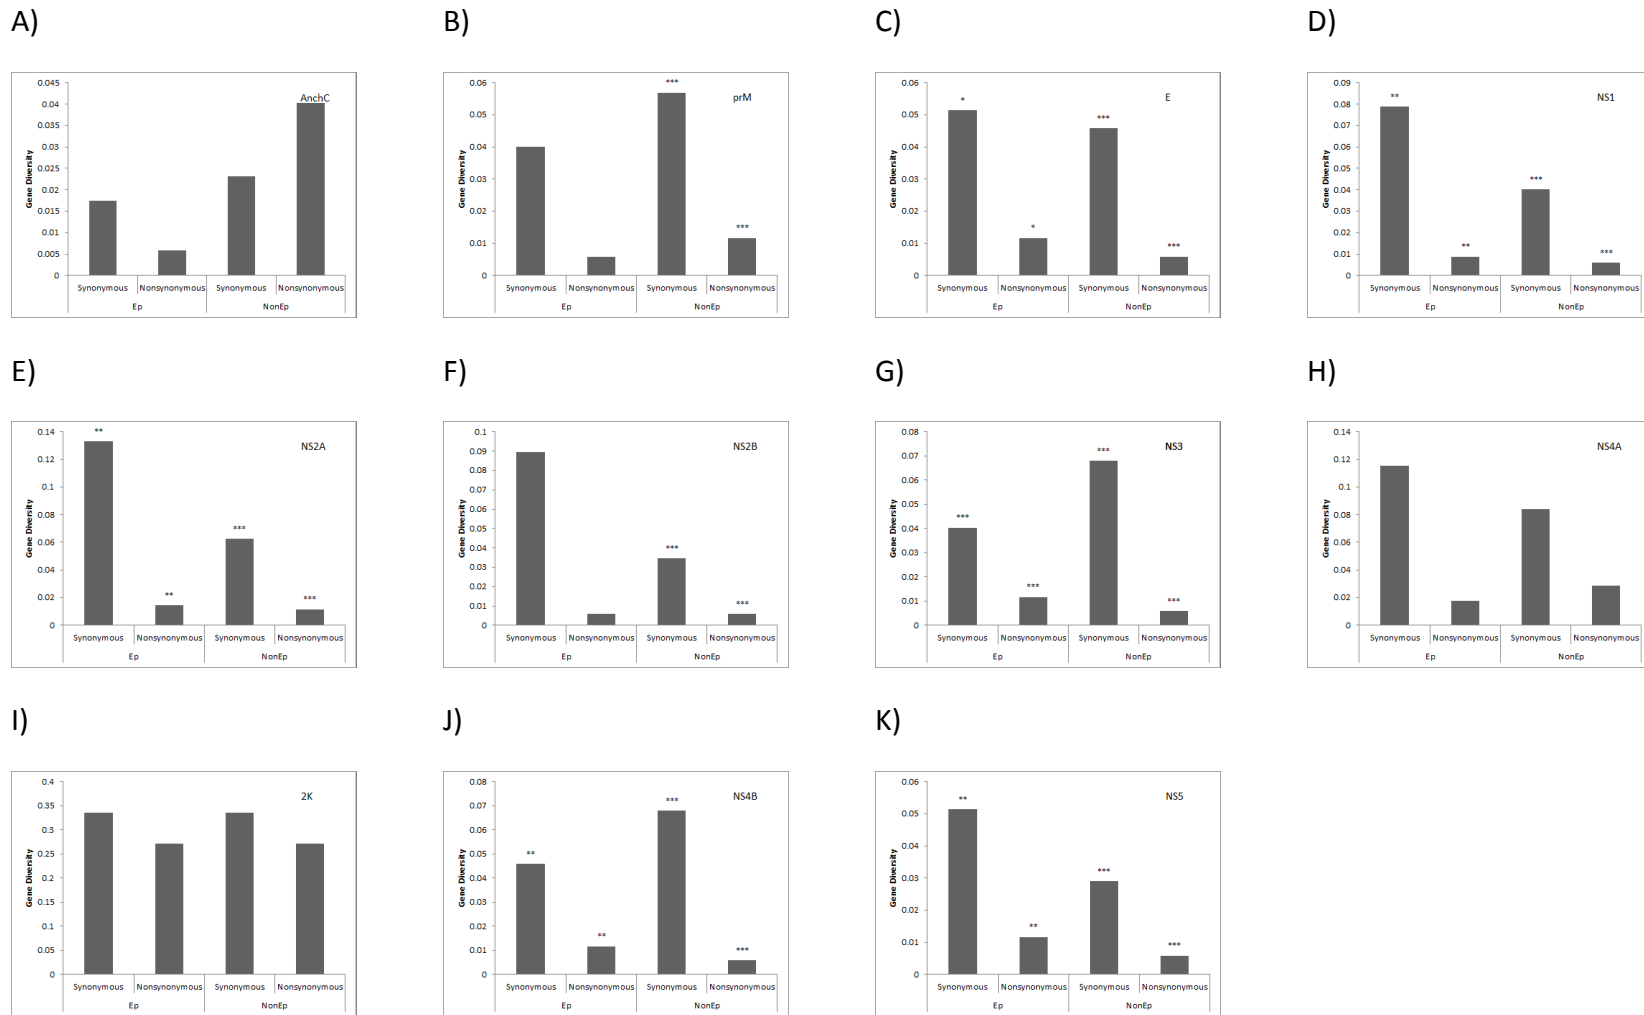 A)
AnchC
Gene Diversity
0.045
0.04
0.035
0.03
0.025
0.02
0.015
0.01
0.005
0
Synonymous Nonsynonymous Synonymous Nonsynonymous
Ep NonEp
B)
prM
Gene Diversity
0.06
0.05
0.04
0.03
0.02
0.01
0
***
***
Synonymous Nonsynonymous Synonymous Nonsynonymous
Ep NonEp
C)
E
Gene Diversity
0.06
0.05
0.04
0.03
0.02
0.01
0
*
*
***
***
Synonymous Nonsynonymous Synonymous Nonsynonymous
Ep NonEp
D)
NS1
Gene Diversity
0.09
0.08
0.07
0.06
0.05
0.04
0.03
0.02
0.01
0
**
**
***
***
Synonymous Nonsynonymous Synonymous Nonsynonymous
Ep NonEp
E)
NS2A
Gene Diversity
0.14
0.12
0.1
0.08
0.06
0.04
0.02
0
**
**
***
***
Synonymous Nonsynonymous Synonymous Nonsynonymous
Ep NonEp
F)
NS2B
Gene Diversity
0.1
0.09
0.08
0.07
0.06
0.05
0.04
0.03
0.02
0.01
0
***
***
Synonymous Nonsynonymous Synonymous Nonsynonymous
Ep NonEp
G)
NS3
Gene Diversity
0.08
0.07
0.06
0.05
0.04
0.03
0.02
0.01
0
***
***
***
***
Synonymous Nonsynonymous Synonymous Nonsynonymous
Ep NonEp
H)
NS4A
Gene Diversity
0.14
0.12
0.1
0.08
0.06
0.04
0.02
0
Synonymous Nonsynonymous Synonymous Nonsynonymous
Ep NonEp
I)
2K
Gene Diversity
0.4
0.35
0.3
0.25
0.2
0.15
0.1
0.05
0
Synonymous Nonsynonymous Synonymous Nonsynonymous
Ep NonEp
J)
NS4B
Gene Diversity
0.08
0.07
0.06
0.05
0.04
0.03
0.02
0.01
0
**
**
***
***
Synonymous Nonsynonymous Synonymous Nonsynonymous
Ep NonEp
K)
NS5
Gene Diversity
0.06
0.05
0.04
0.03
0.02
0.01
0
**
**
***
***
Synonymous Nonsynonymous Synonymous Nonsynonymous
Ep NonEp